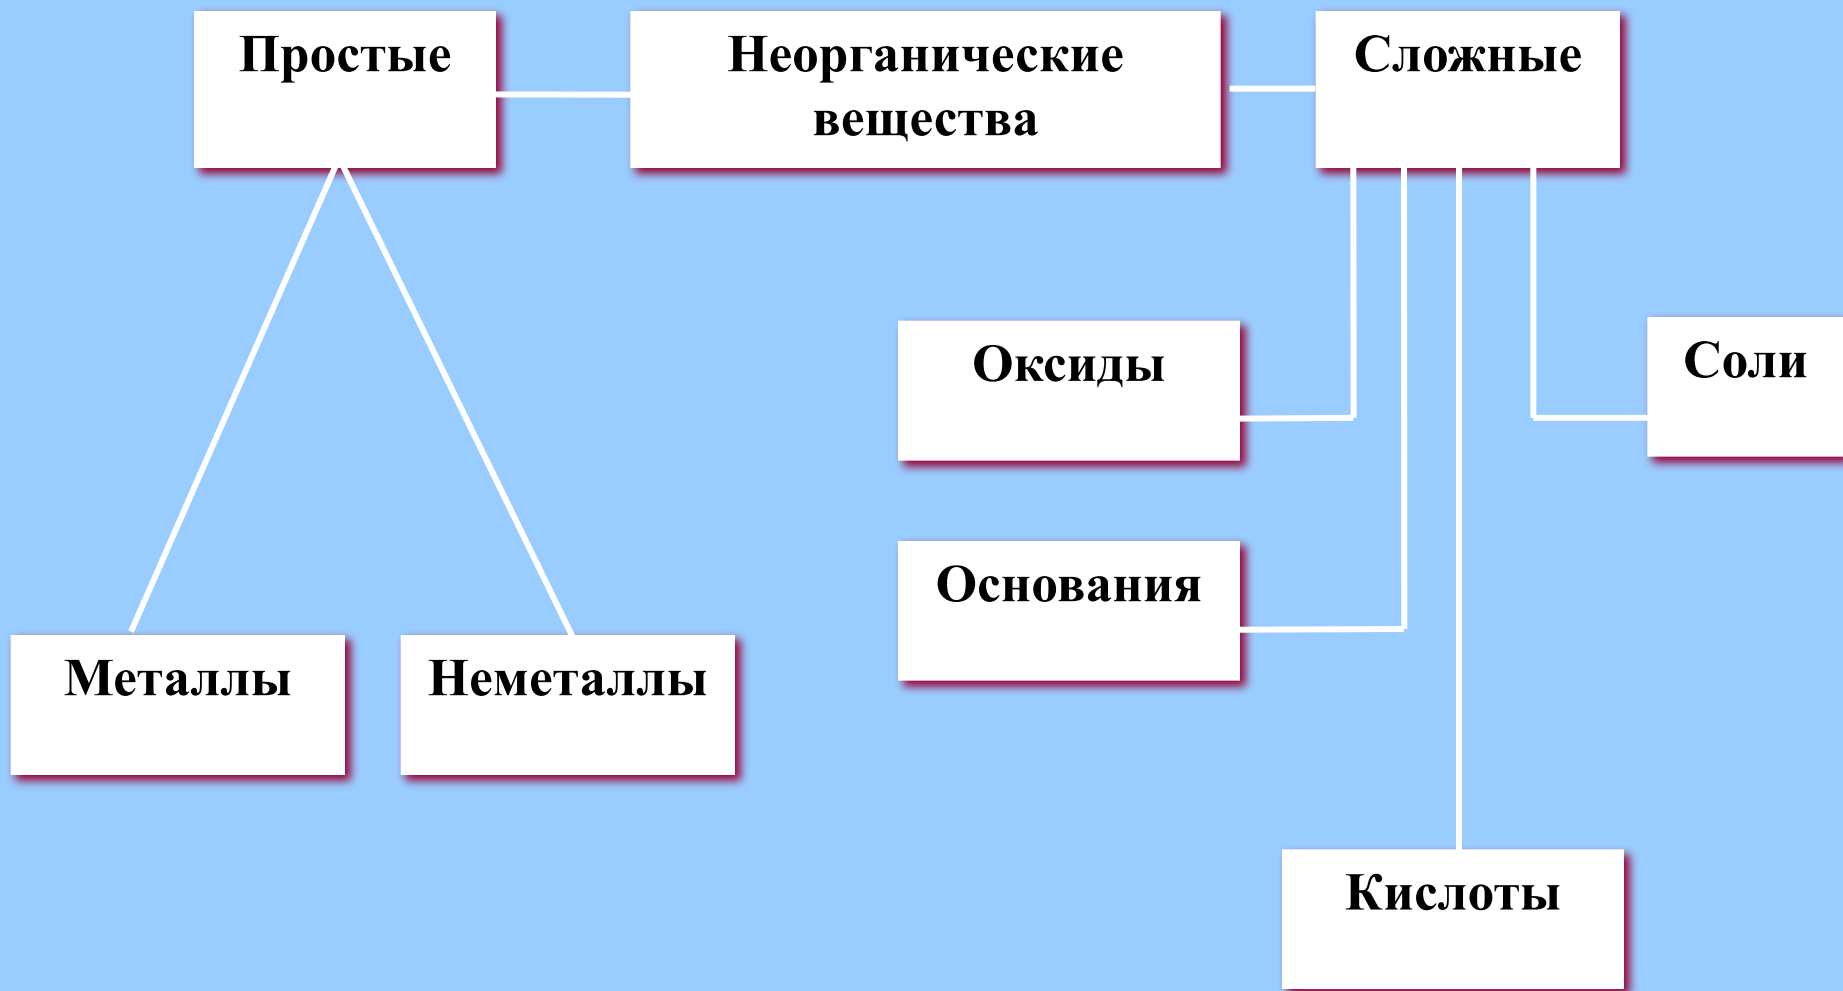 Простые
Неорганические
вещества
Сложные
Оксиды
Соли
Основания
Металлы
Неметаллы
Кислоты